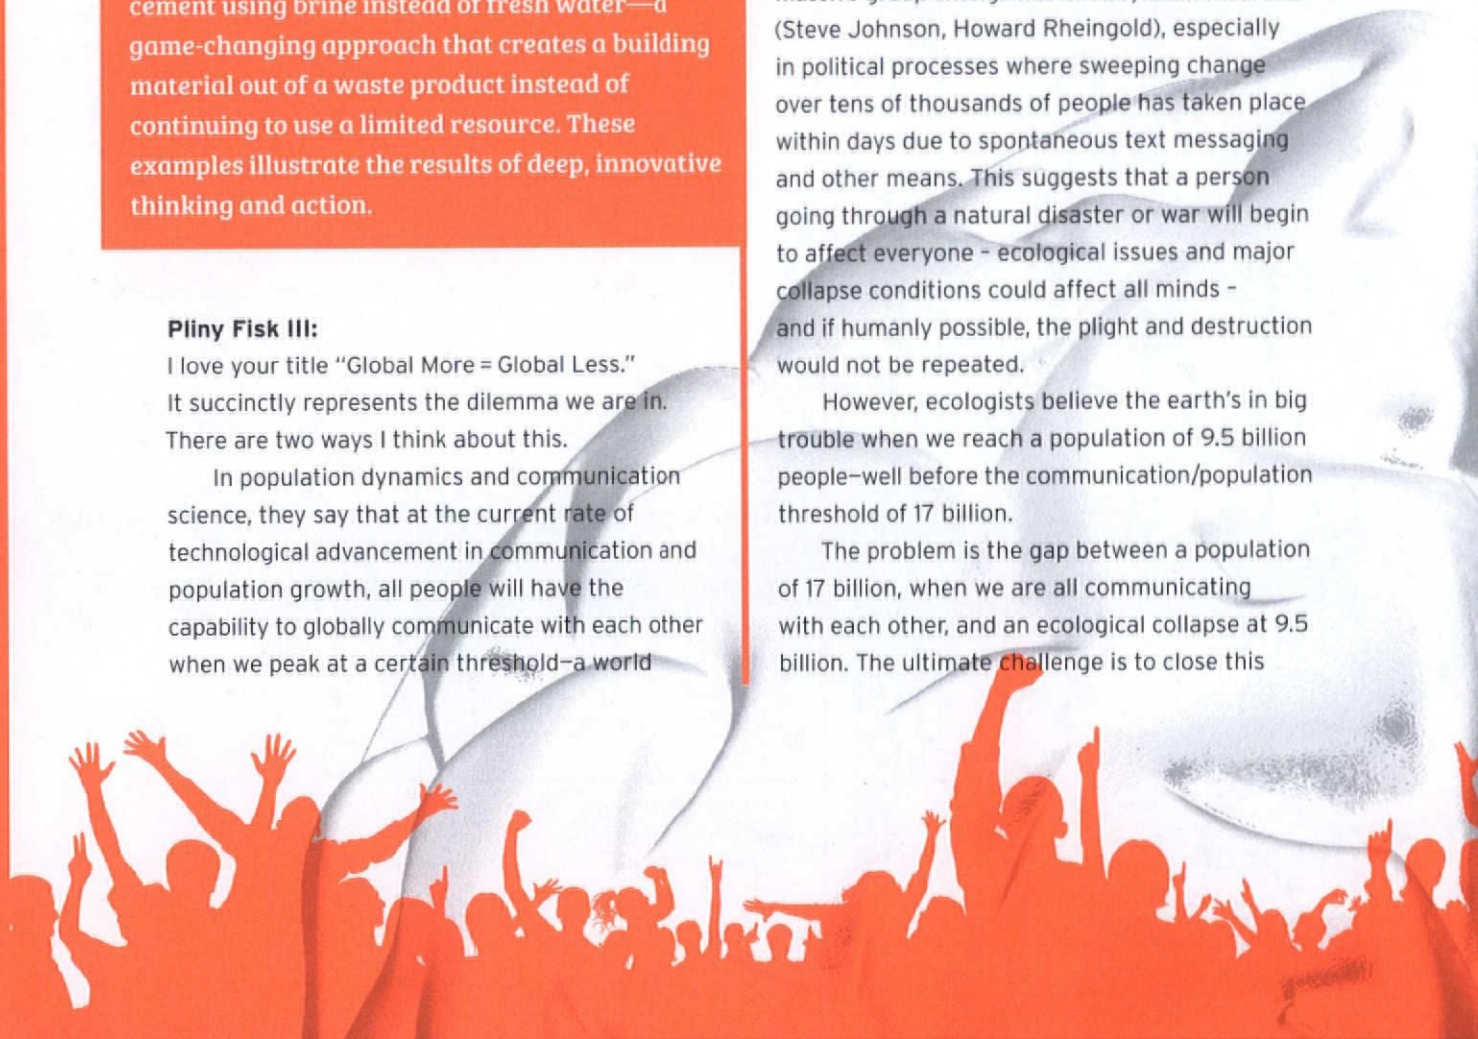 cement using brine instead of fresh water—a
game-changing approach that creates a building
material out of a waste product instead of
continuing to use a limited resource. These
examples illustrate the results of deep, innovative
thinking and action.
Pliny Fisk III:
I love your title “Global More = Global Less.”
It succinctly represents the dilemma we are in.
There are two ways I think about this.
In population dynamics and communication
science, they say that at the current rate of
technological advancement in communication and
population growth, all people will have the
capability to globally communicate with each other
when we peak at a certain threshold–a world
(Steve Johnson, Howard Rheingold), especially
in political processes where sweeping change
over tens of thousands of people has taken place
within days due to spontaneous text messaging
and other means. This suggests that a person
going through a natural disaster or war will begin
to affect everyone - ecological issues and major
collapse conditions could affect all minds -
and if humanly possible, the plight and destruction
would not be repeated.
However, ecologists believe the earth's in big
trouble when we reach a population of 9.5 billion
people–well before the communication/population
threshold of 17 billion.
The problem is the gap between a population
of 17 billion, when we are all communicating
with each other, and an ecological collapse at 9.5
billion. The ultimate challenge is to close this